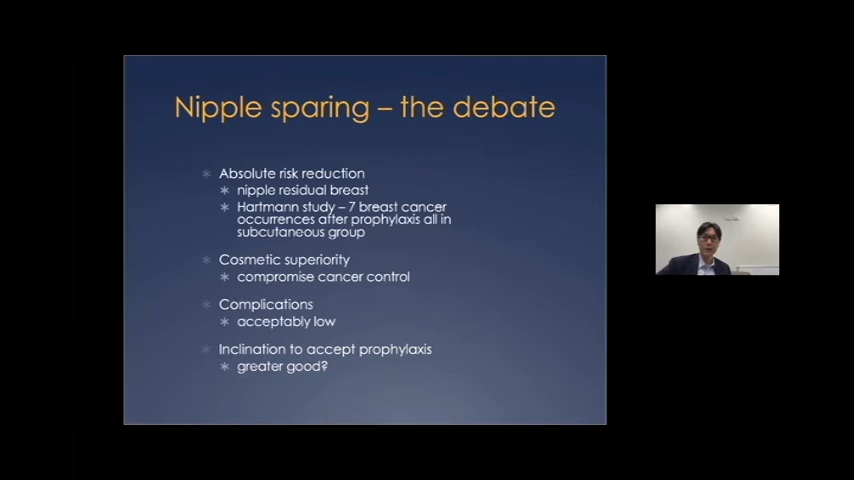 Nipple sparing – the debate
Absolute risk reduction
nipple residual breast
Hartmann study – 7 breast cancer
occurrences after prophylaxis all in
subcutaneous group
Cosmetic superiority
compromise cancer control
Complications
acceptably low
Inclination to accept prophylaxis
greater good?